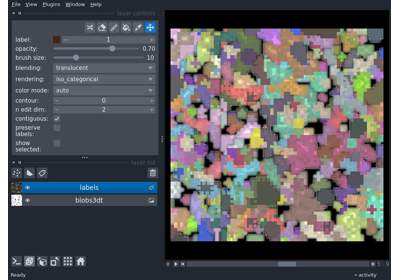 File View Plugins Window Help
layer controls
label: 1
opacity: 0.70
brush size: 10
blending: translucent
rendering: iso_categorical
color mode: auto
contour: 0
n edit dim: 2
contiguous:
preserve
labels:
show
selected:
layer list
labels
blobs3dt
Ready
activity